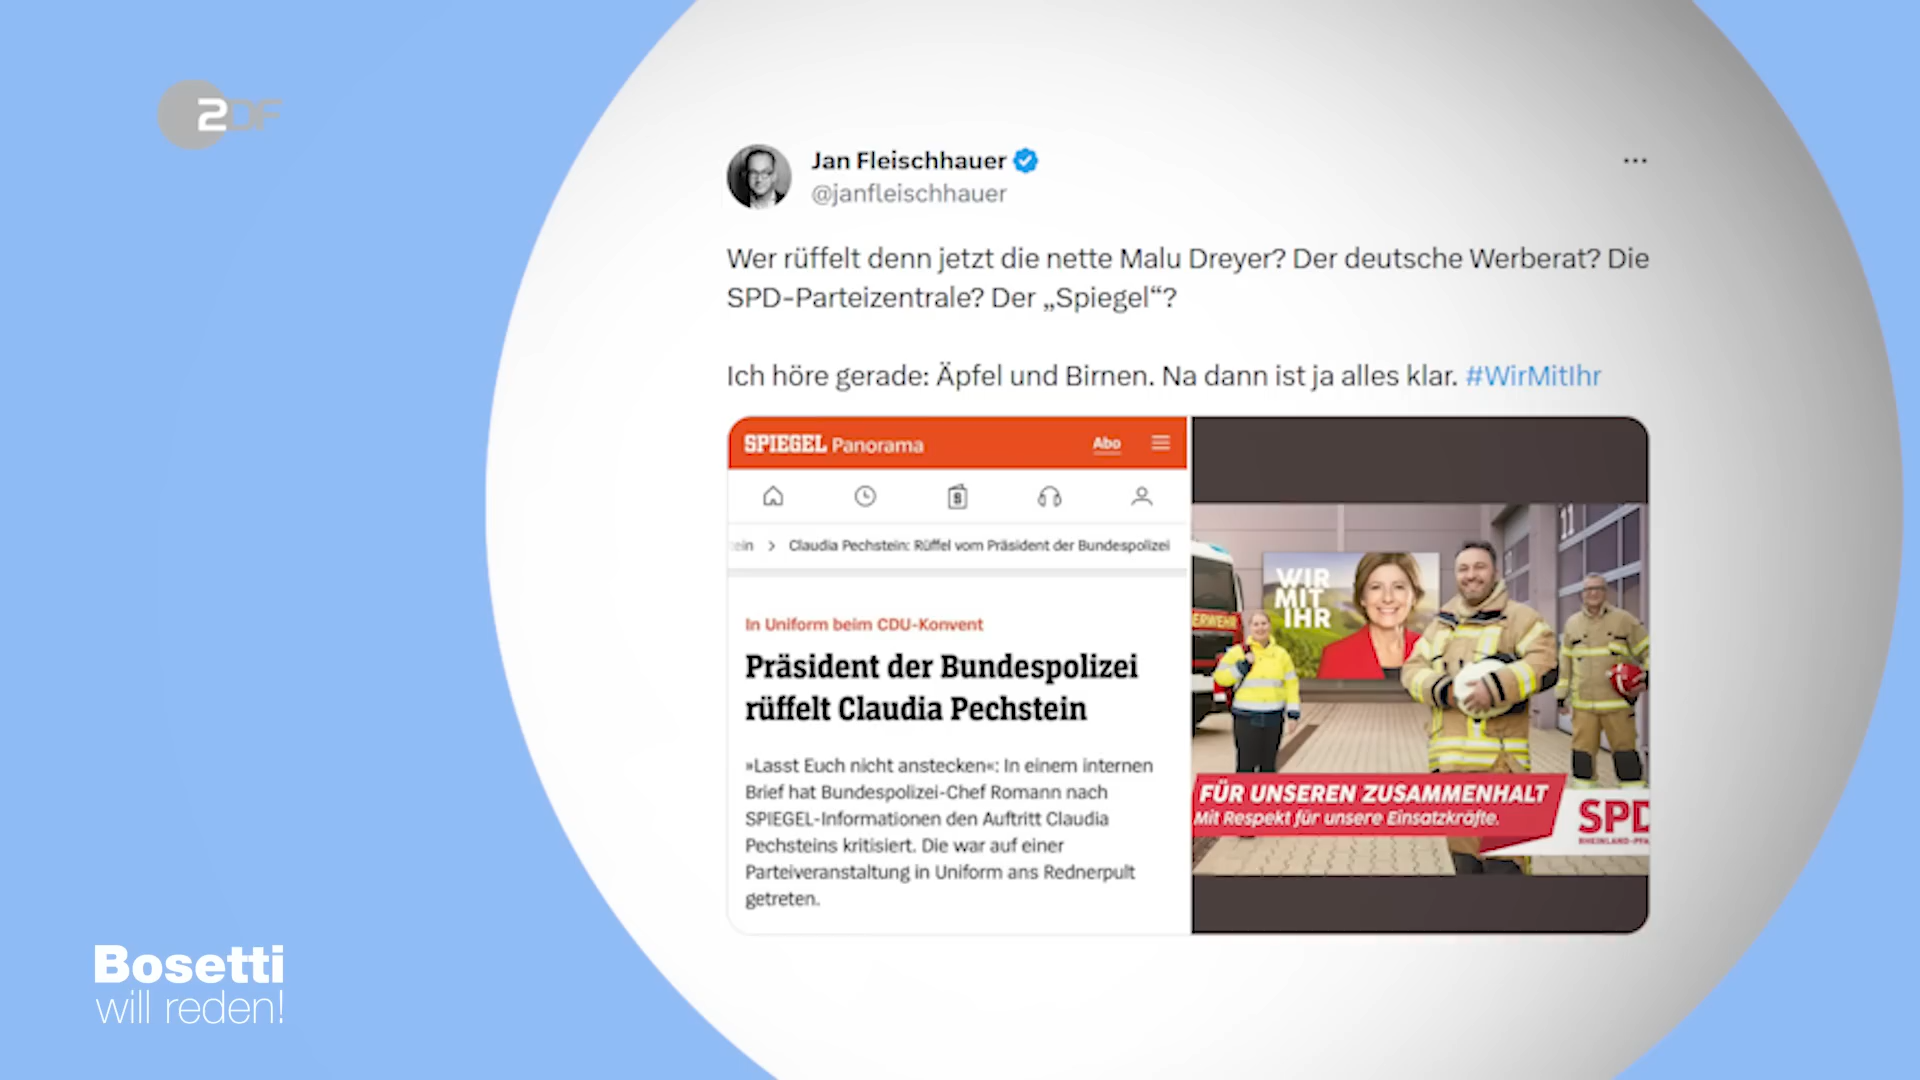 ZDF
Jan Fleischhauer
@janfleischhauer
Wer rüffelt denn jetzt die nette Malu Dreyer? Der deutsche Werberat? Die
SPD-Parteizentrale? Der „Spiegel“?
Ich höre gerade: Äpfel und Birnen. Na dann ist ja alles klar. #WirMitIhr
SPIEGEL Panorama
Abo
ein > Claudia Pechstein: Rüffel vom Präsident der Bundespolizei
In Uniform beim CDU-Konvent
Präsident der Bundespolizei
rüffelt Claudia Pechstein
»Lasst Euch nicht anstecken«: In einem internen
Brief hat Bundespolizei-Chef Romann nach
SPIEGEL-Informationen den Auftritt Claudia
Pechsteins kritisiert. Die war auf einer
Parteiveranstaltung in Uniform ans Rednerpult
getreten.
11
WIR
MIT
IHR
ERWEHR
FÜR UNSEREN ZUSAMMENHALT
Mit Respekt für unsere Einsatzkräfte.
SPD
RHEINLAND-PFA
Bosetti
will reden!